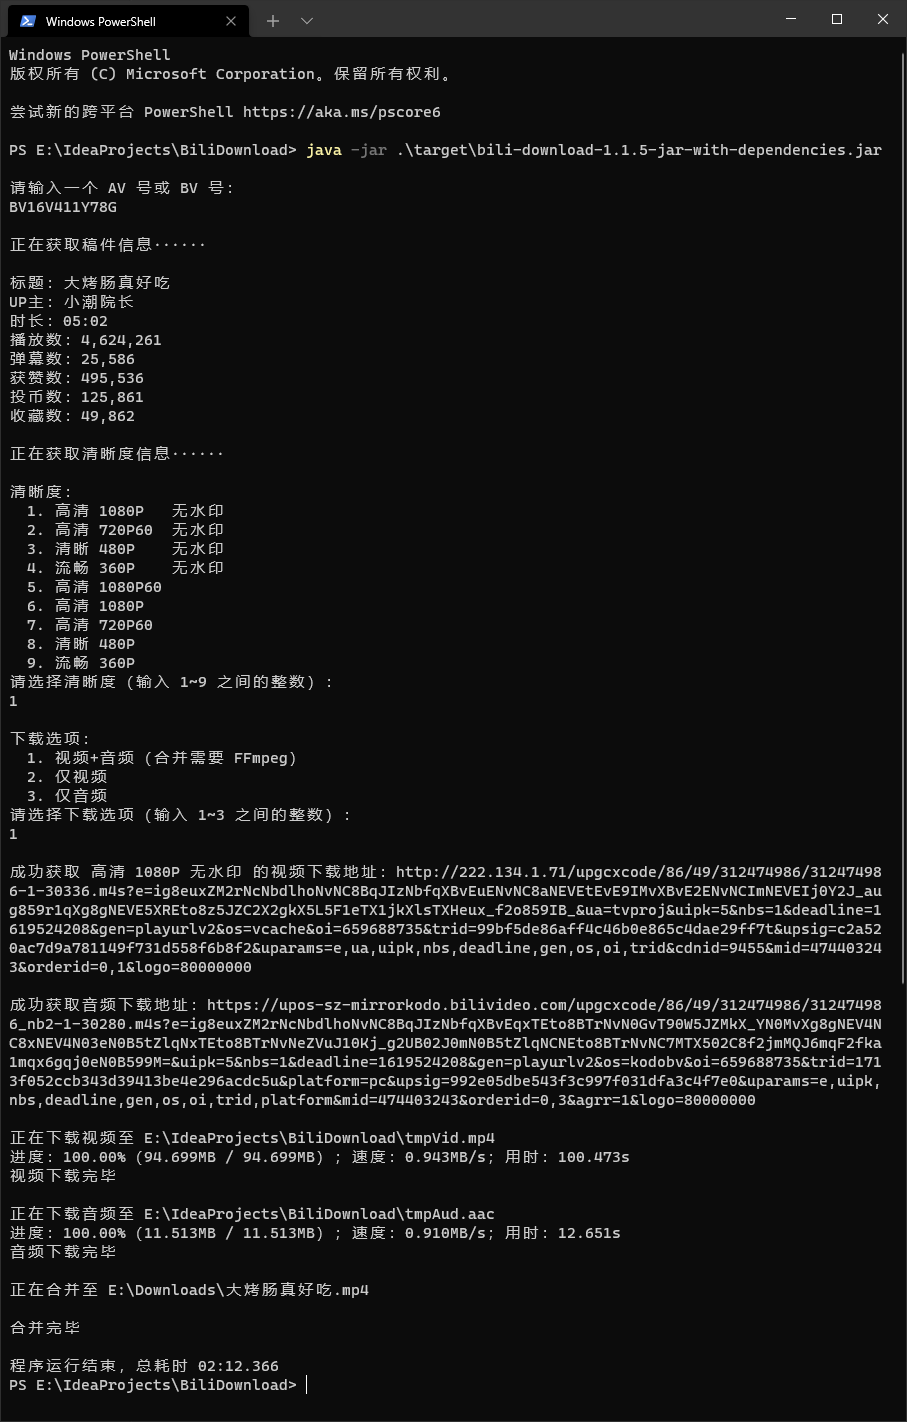 Windows PowerShell
Windows PowerShell
版权所有 (C) Microsoft Corporation。保留所有权利。
尝试新的跨平台 PowerShell https://aka.ms/pscore6
PS E:\IdeaProjects\BiliDownload> java -jar .\target\bili-download-1.1.5-jar-with-dependencies.jar
请输入一个 AV 号或 BV 号:
BV16V411Y78G
正在获取稿件信息······
标题: 大烤肠真好吃
UP主: 小潮院长
时长: 05:02
播放数: 4,624,261
弹幕数: 25,586
获赞数: 495,536
投币数: 125,861
收藏数: 49,862
正在获取清晰度信息······
清晰度:
1. 高清 1080P 无水印
2. 高清 720P60 无水印
3. 清晰 480P 无水印
4. 流畅 360P 无水印
5. 高清 1080P60
6. 高清 1080P
7. 高清 720P60
8. 清晰 480P
9. 流畅 360P
请选择清晰度 (输入 1~9 之间的整数) :
1
下载选项:
1. 视频+音频 (合并需要 FFmpeg)
2. 仅视频
3. 仅音频
请选择下载选项 (输入 1~3 之间的整数) :
1
成功获取 高清 1080P 无水印 的视频下载地址: http://222.134.1.71/upgcxcode/86/49/312474986/31247498
6-1-30336.m4s?e=ig8euxZM2rNcNbdlhoNvNC8BqJIzNbfqXBvEuENvNC8aNEVEtEvE9IMvXBvE2ENvNCImNEVEIj0Y2J_au
g859r1qXg8gNEVE5XREto8z5JZC2X2gkX5L5F1eTX1jkXlsTXHeux_f2o859IB_&ua=tvproj&uipk=5&nbs=1&deadline=1
619524208&gen=playurlv2&os=vcache&oi=659688735&trid=99bf5de86aff4c46b0e865c4dae29ff7t&upsig=c2a52
0ac7d9a781149f731d558f6b8f2&uparams=e,ua,uipk,nbs,deadline,gen,os,oi,trid&cdnid=9455&mid=47440324
3&orderid=0,1&logo=80000000
成功获取音频下载地址: https://upos-sz-mirrorkodo.bilivideo.com/upgcxcode/86/49/312474986/31247498
6_nb2-1-30280.m4s?e=ig8euxZM2rNcNbdlhoNvNC8BqJIzNbfqXBvEqxTEto8BTrNvN0GvT90W5JZMkX_YN0MvXg8gNEV4N
C8xNEV4N03eN0B5tZlqNxTEto8BTrNvNeZVuJ10Kj_g2UB02J0mN0B5tZlqNCNEto8BTrNvNC7MTX502C8f2jmMQJ6mqF2fka
1mqx6gqj0eN0B599M=&uipk=5&nbs=1&deadline=1619524208&gen=playurlv2&os=kodobv&oi=659688735&trid=171
3f052ccb343d39413be4e296acdc5u&platform=pc&upsig=992e05dbe543f3c997f031dfa3c4f7e0&uparams=e,uipk,
nbs,deadline,gen,os,oi,trid,platform&mid=474403243&orderid=0,3&agrr=1&logo=80000000
正在下载视频至 E:\IdeaProjects\BiliDownload\tmpVid.mp4
进度: 100.00% (94.699MB / 94.699MB) ; 速度: 0.943MB/s; 用时: 100.473s
视频下载完毕
正在下载音频至 E:\IdeaProjects\BiliDownload\tmpAud.aac
进度: 100.00% (11.513MB / 11.513MB) ; 速度: 0.910MB/s; 用时: 12.651s
音频下载完毕
正在合并至 E:\Downloads\大烤肠真好吃.mp4
合并完毕
程序运行结束, 总耗时 02:12.366
PS E:\IdeaProjects\BiliDownload>